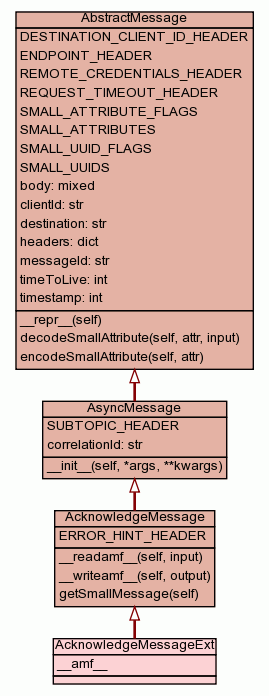 AbstractMessage
DESTINATION_CLIENT_ID_HEADER
ENDPOINT_HEADER
REMOTE_CREDENTIALS_HEADER
REQUEST_TIMEOUT_HEADER
SMALL_ATTRIBUTE_FLAGS
SMALL_ATTRIBUTES
SMALL_UUID_FLAGS
SMALL_UUIDS
body: mixed
clientId: str
destination: str
headers: dict
messageId: str
timeToLive: int
timestamp: int
__repr__(self)
decodeSmallAttribute(self, attr, input)
encodeSmallAttribute(self, attr)
AsyncMessage
SUBTOPIC_HEADER
correlationId: str
__init__(self, *args, **kwargs)
AcknowledgeMessage
ERROR_HINT_HEADER
__readamf__(self, input)
__writeamf__(self, output)
getSmallMessage(self)
AcknowledgeMessageExt
__amf__